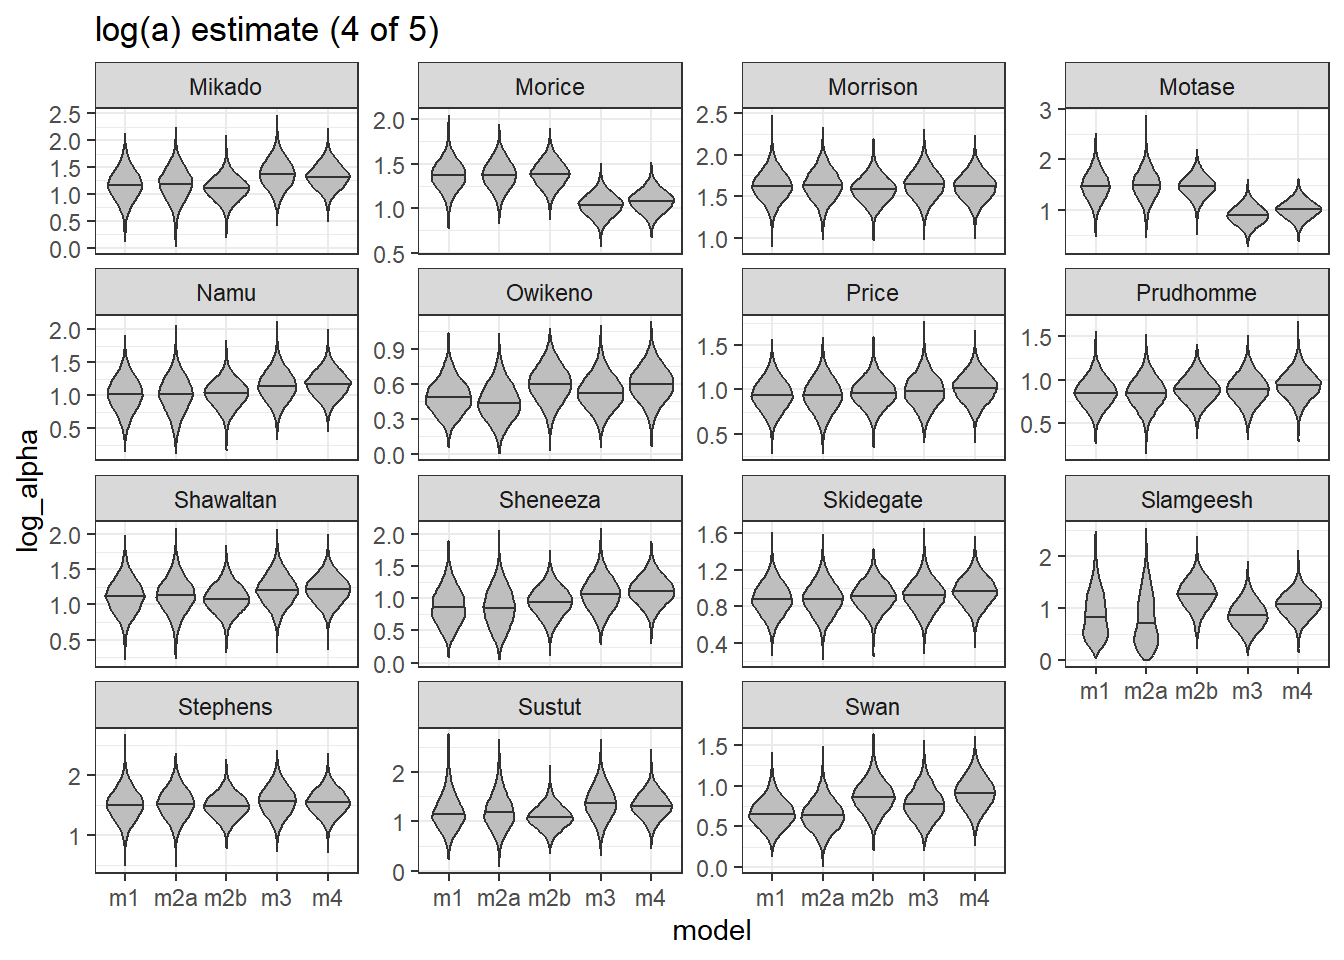 log(a) estimate (4 of 5)
Mikado Morice Morrison Motase
2.5 2.0 1.5 1.0 0.5 0.0
2.0 1.5 1.0 0.5
2.5 2.0 1.5 1.0
3 2 1
Namu Owikeno Price Prudhomme
2.0 1.5 1.0 0.5
0.9 0.6 0.3 0.0
1.5 1.0 0.5
1.5 1.0 0.5
log_alpha
Shawaltan Sheneeza Skidegate Slamgeesh
2.0 1.5 1.0 0.5
2.0 1.5 1.0 0.5 0.0
1.6 1.2 0.8 0.4
2 1 0
m1 m2a m2b m3 m4
Stephens Sustut Swan
2 1
2 1 0
1.5 1.0 0.5 0.0
m1 m2a m2b m3 m4 m1 m2a m2b m3 m4 m1 m2a m2b m3 m4
model